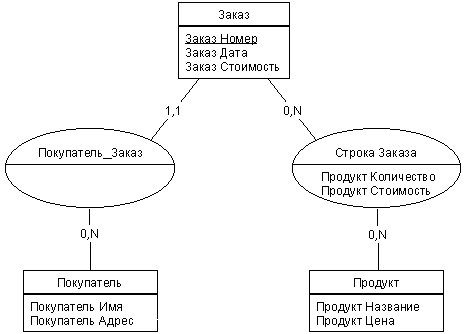 Заказ
Заказ Номер
Заказ Дата
Заказ Стоимость
1,1
0,N
Покупатель_Заказ
Строка Заказа
Продукт Количество
Продукт Стоимость
0,N
0,N
Покупатель
Продукт
Покупатель Имя
Покупатель Адрес
Продукт Название
Продукт Цена